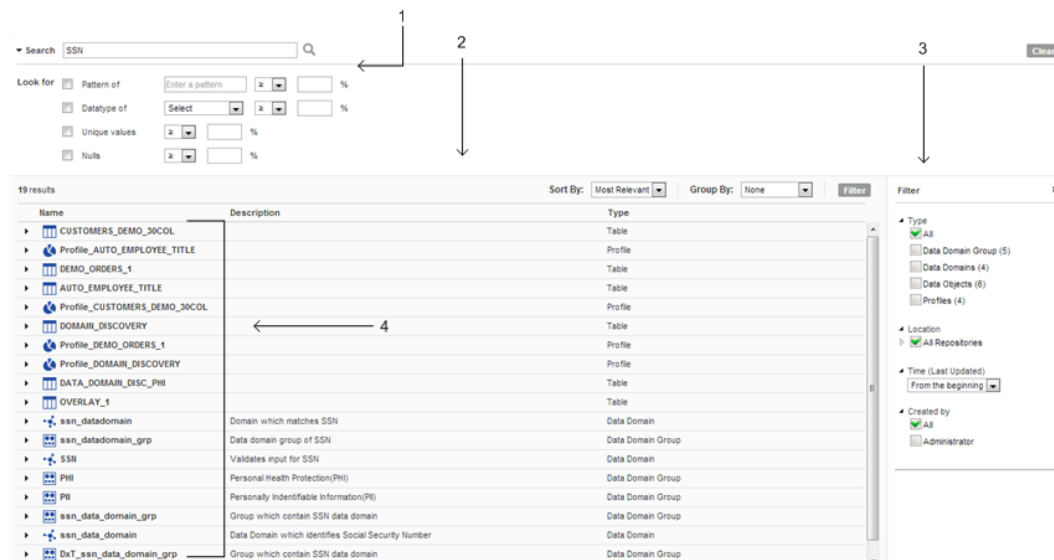 1
2
3
Search SSN
Clear
Look for Pattern of Enter a pattern ≥ %
Datatype of Select ≥ %
Unique values ≥ %
Nulls ≥ %
19 results Sort By: Most Relevant Group By: None Filter
Name Description Type
CUSTOMERS_DEMO_30COL Table
Profile_AUTO_EMPLOYEE_TITLE Profile
DEMO_ORDERS_1 Table
AUTO_EMPLOYEE_TITLE Table
Profile_CUSTOMERS_DEMO_30COL Profile
DOMAIN_DISCOVERY Table
4
Profile_DEMO_ORDERS_1 Profile
Profile_DOMAIN_DISCOVERY Profile
DATA_DOMAIN_DISC_PHI Table
OVERLAY_1 Table
ssn_datadomain Domain which matches SSN Data Domain
ssn_datadomain_grp Data domain group of SSN Data Domain Group
SSN Validates input for SSN Data Domain
PHI Personal Health Protection(PHI) Data Domain Group
PII Personally Indentifiable Information(PII) Data Domain Group
ssn_data_domain_grp Group which contain SSN data domain Data Domain Group
ssn_data_domain Data Domain which identifies Social Security Number Data Domain
DxT_ssn_data_domain_grp Group which contain SSN data domain Data Domain Group
Filter
Type
All
Data Domain Group (5)
Data Domains (4)
Data Objects (6)
Profiles (4)
Location
All Repositories
Time (Last Updated)
From the beginning
Created by
All
Administrator